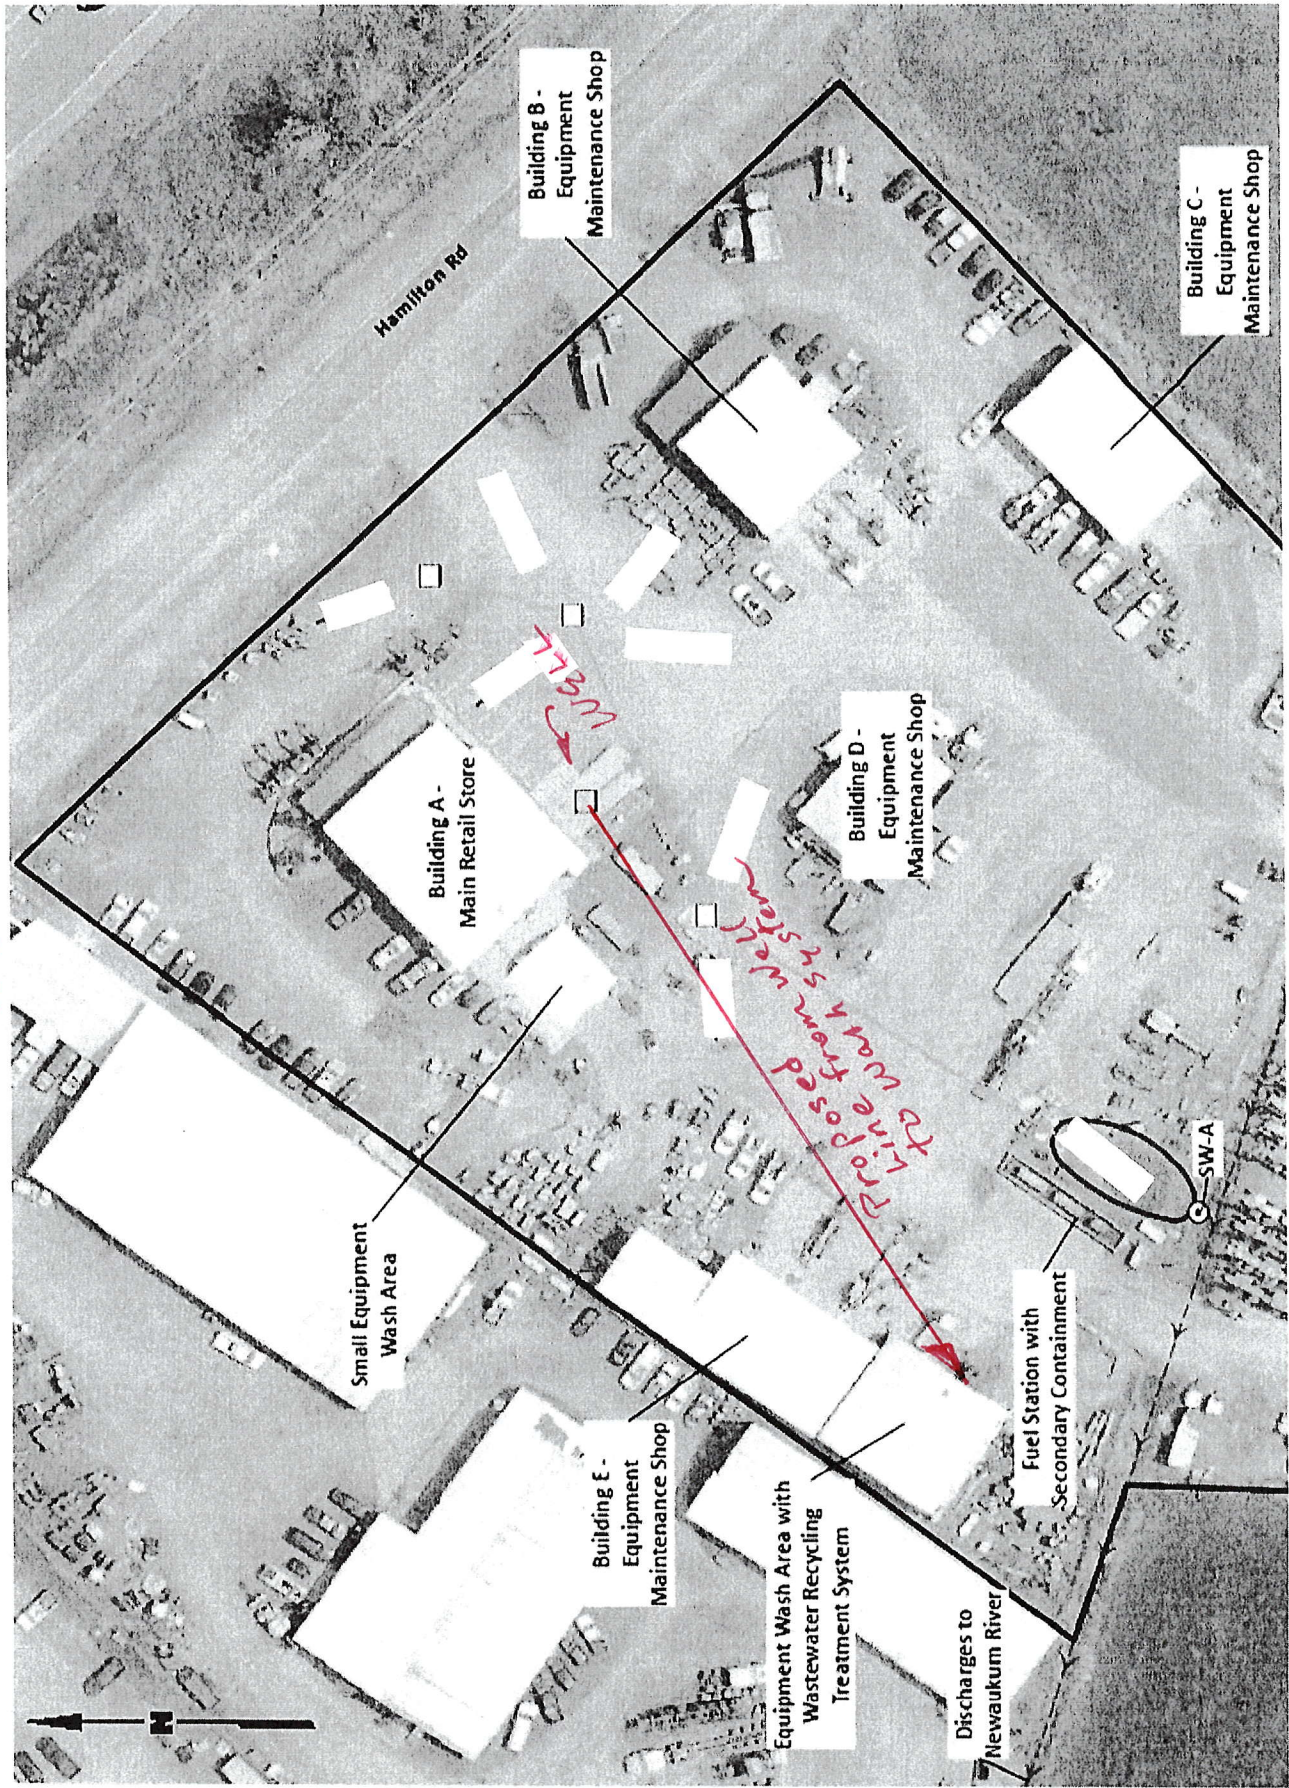 Hamilton Rd
Building B -
Equipment
Maintenance Shop
Building C -
Equipment
Maintenance Shop
Building A -
Main Retail Store
WELL
Building D -
Equipment
Maintenance Shop
Proposed
Line from well
to wash system
Small Equipment
Wash Area
Building E -
Equipment
Maintenance Shop
Equipment Wash Area with
Wastewater Recycling
Treatment System
Fuel Station with
Secondary Containment
SW-A
Discharges to
Newaukum River
N